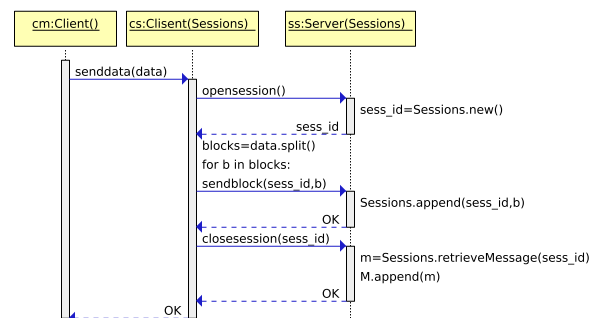 cm:Client() cs:Clisent(Sessions) ss:Server(Sessions)
senddata(data)
opensession()
sess_id=Sessions.new()
sess_id
blocks=data.split()
for b in blocks:
sendblock(sess_id,b)
Sessions.append(sess_id,b)
OK
closesession(sess_id)
m=Sessions.retrieveMessage(sess_id)
M.append(m)
OK
OK